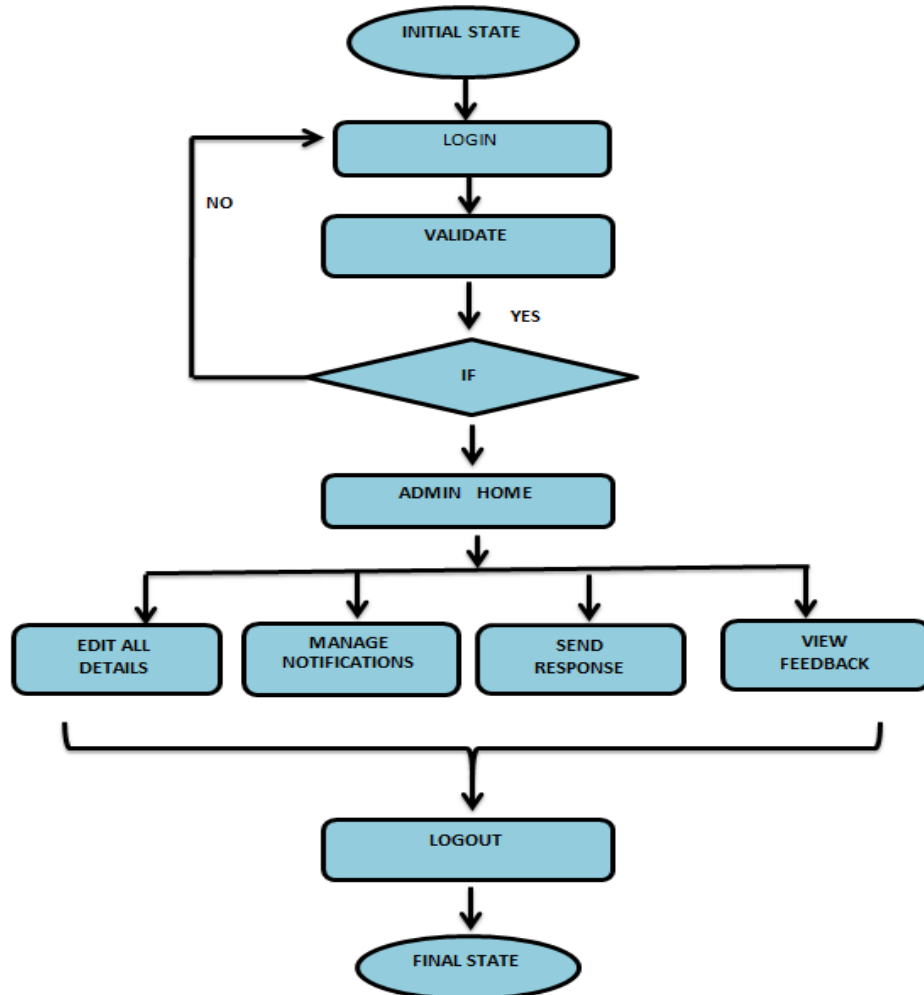 INITIAL STATE
LOGIN
NO
VALIDATE
YES
IF
ADMIN HOME
EDIT ALL
DETAILS
MANAGE
NOTIFICATIONS
SEND
RESPONSE
VIEW
FEEDBACK
LOGOUT
FINAL STATE